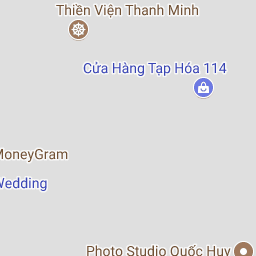 Thiền Viện Thanh Minh
Cửa Hàng Tạp Hóa 114
MoneyGram
Wedding
Photo Studio Quốc Huy